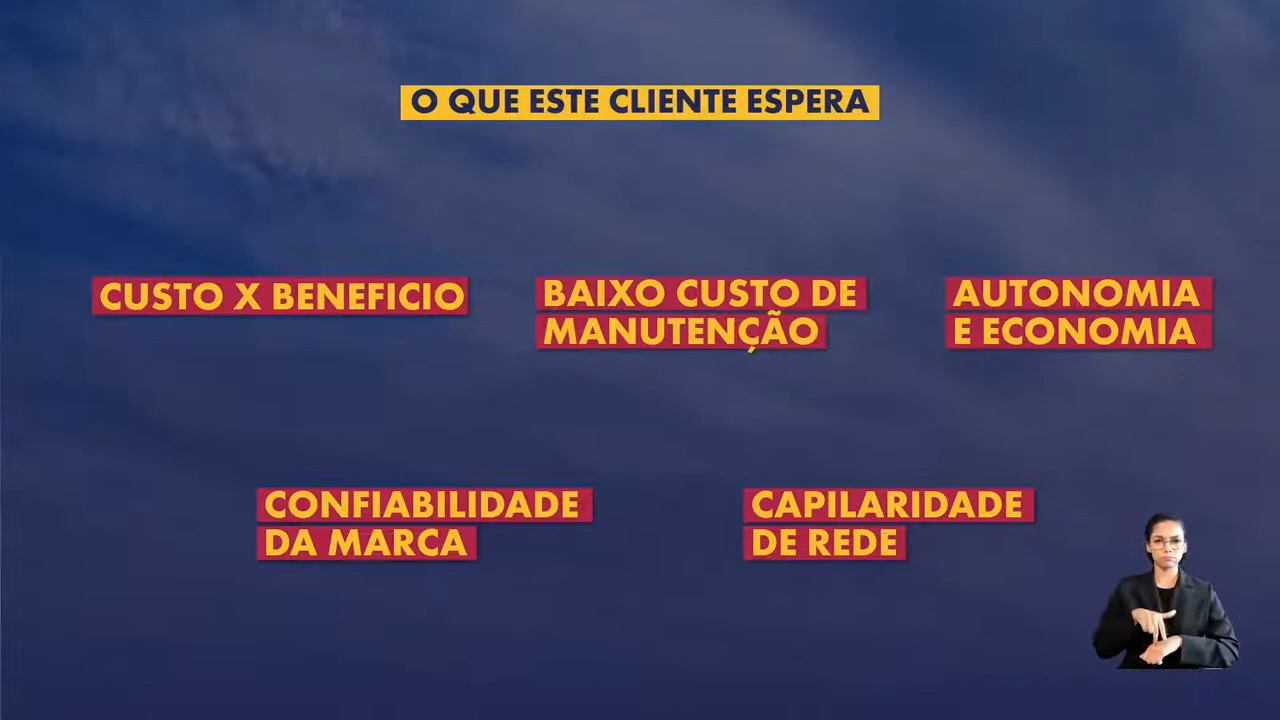 O QUE ESTE CLIENTE ESPERA
CUSTO X BENEFICIO
BAIXO CUSTO DE
MANUTENÇÃO
AUTONOMIA
E ECONOMIA
CONFIABILIDADE
DA MARCA
CAPILARIDADE
DE REDE